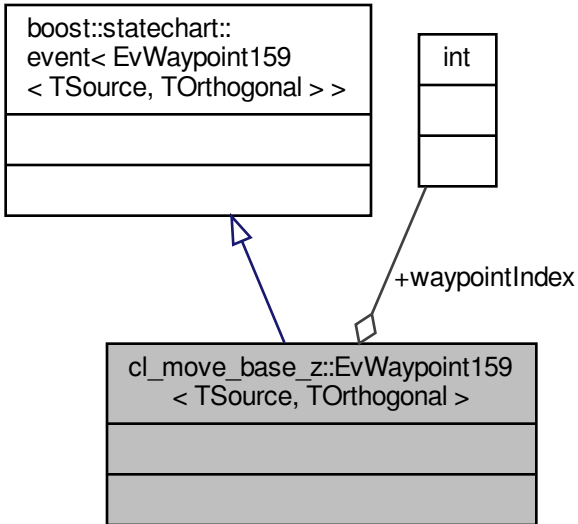 boost::statechart::
event< EvWaypoint159
< TSource, TOrthogonal > >
int
+waypointIndex
cl_move_base_z::EvWaypoint159
< TSource, TOrthogonal >